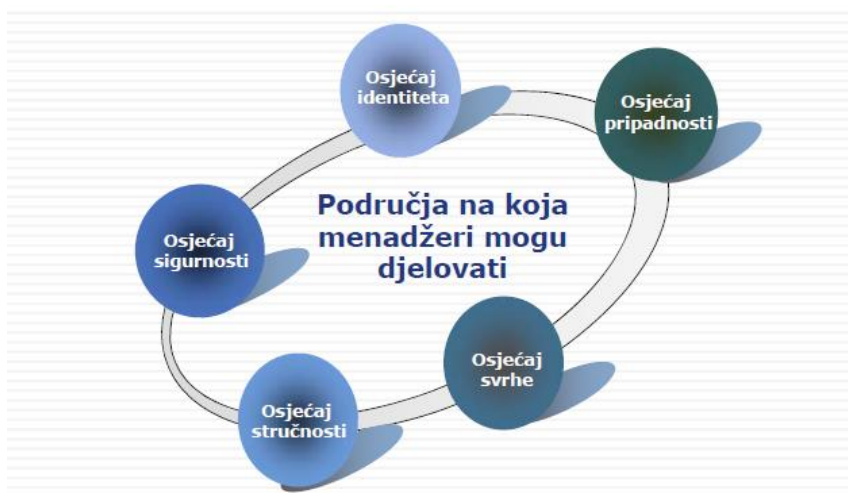 Osjećaj
identiteta
Osjećaj
pripadnosti
Područja na koja
menadžeri mogu
djelovati
Osjećaj
sigurnosti
Osjećaj
svrhe
Osjećaj
stručnosti